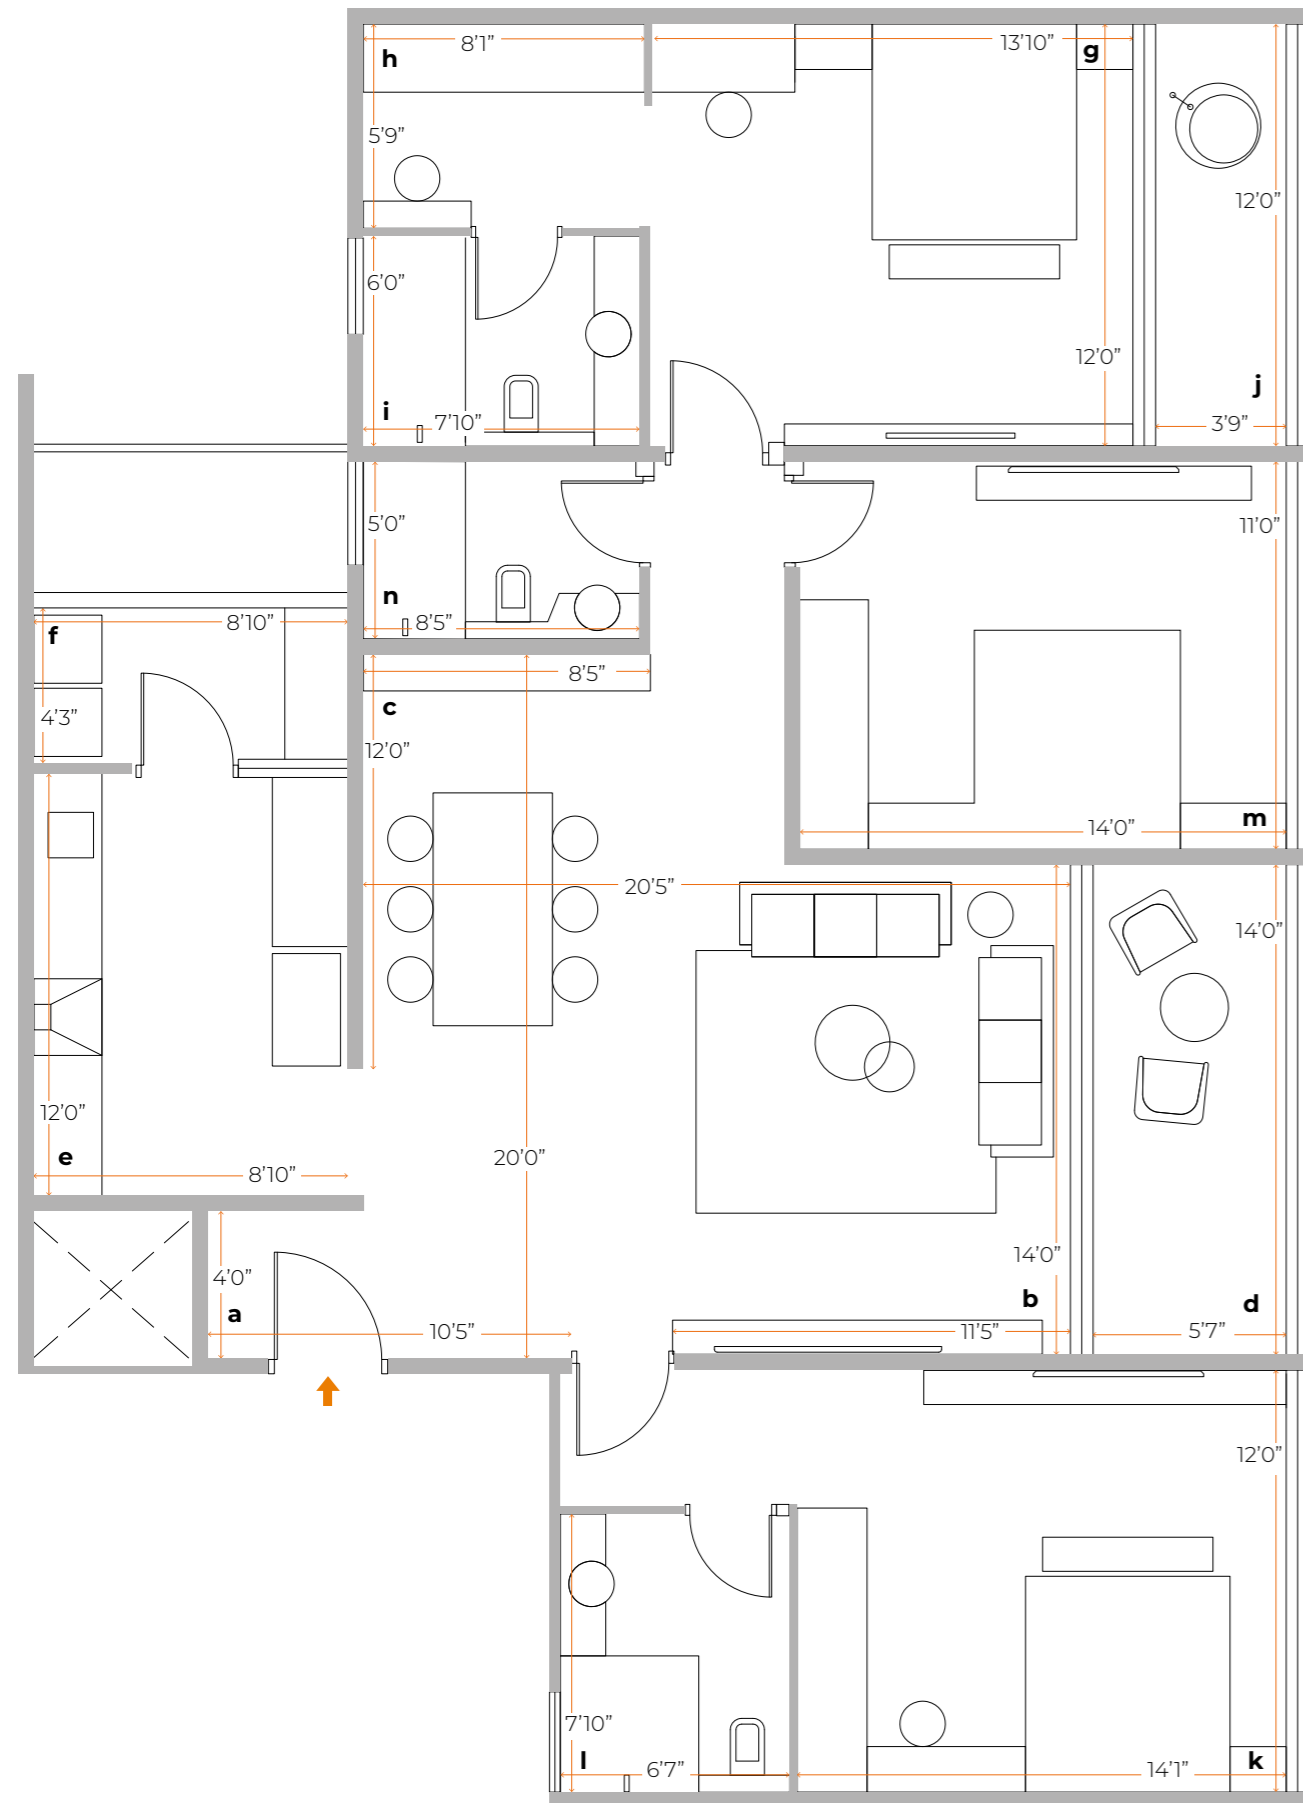 8’1”
13’10”
h
g
5’9”
12’0”
6’0”
12’0”
j
i
7’10”
3’9”
5’0”
11’0”
n
8’5”
8’10”
f
8’5”
c
4’3”
12’0”
14’0”
m
20’5”
14’0”
12’0”
e
20’0”
8’10”
14’0”
4’0”
b
d
a
10’5”
11’5”
5’7”
12’0”
7’10”
l
6’7”
14’1”
k